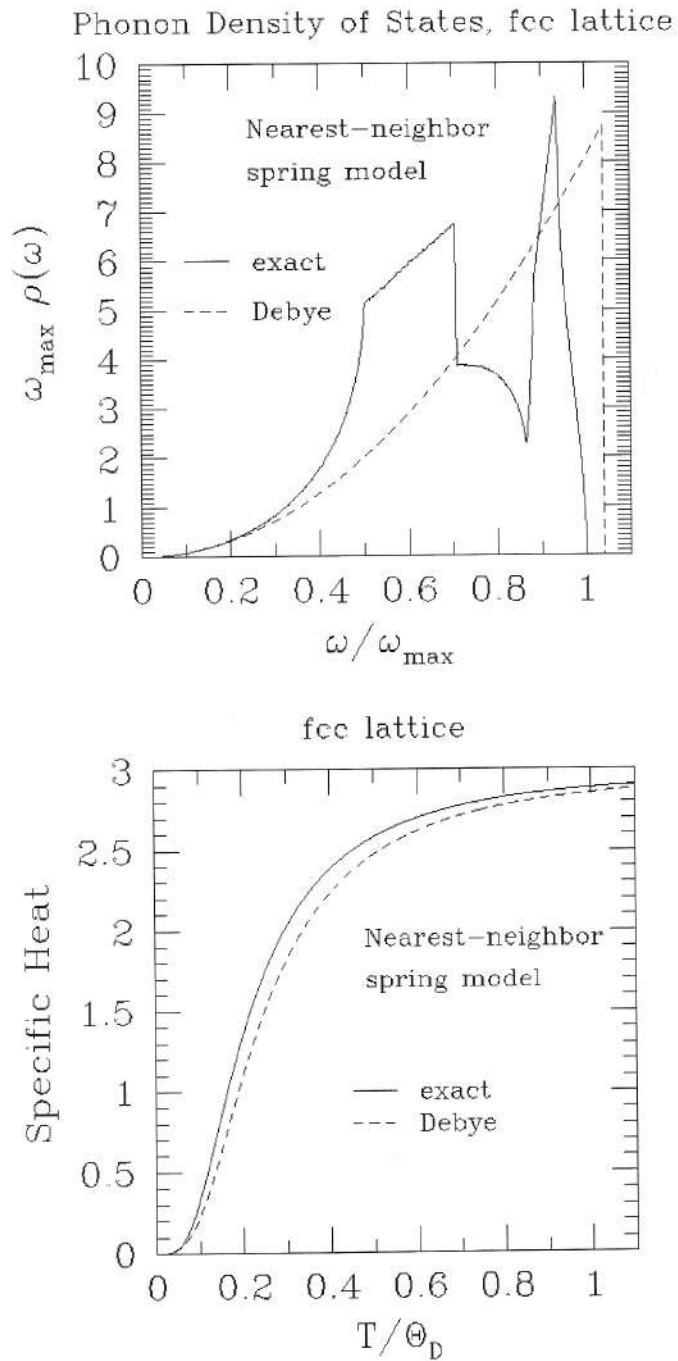 Phonon Density of States, fcc lattice
10
9
8
7
6
5
4
3
2
1
0
ω_max ρ(ω)
Nearest-neighbor
spring model
exact
Debye
0 0.2 0.4 0.6 0.8 1
ω/ω_max
fcc lattice
3
2.5
2
1.5
1
0.5
0
Specific Heat
Nearest-neighbor
spring model
exact
Debye
0 0.2 0.4 0.6 0.8 1
T/Θ_D